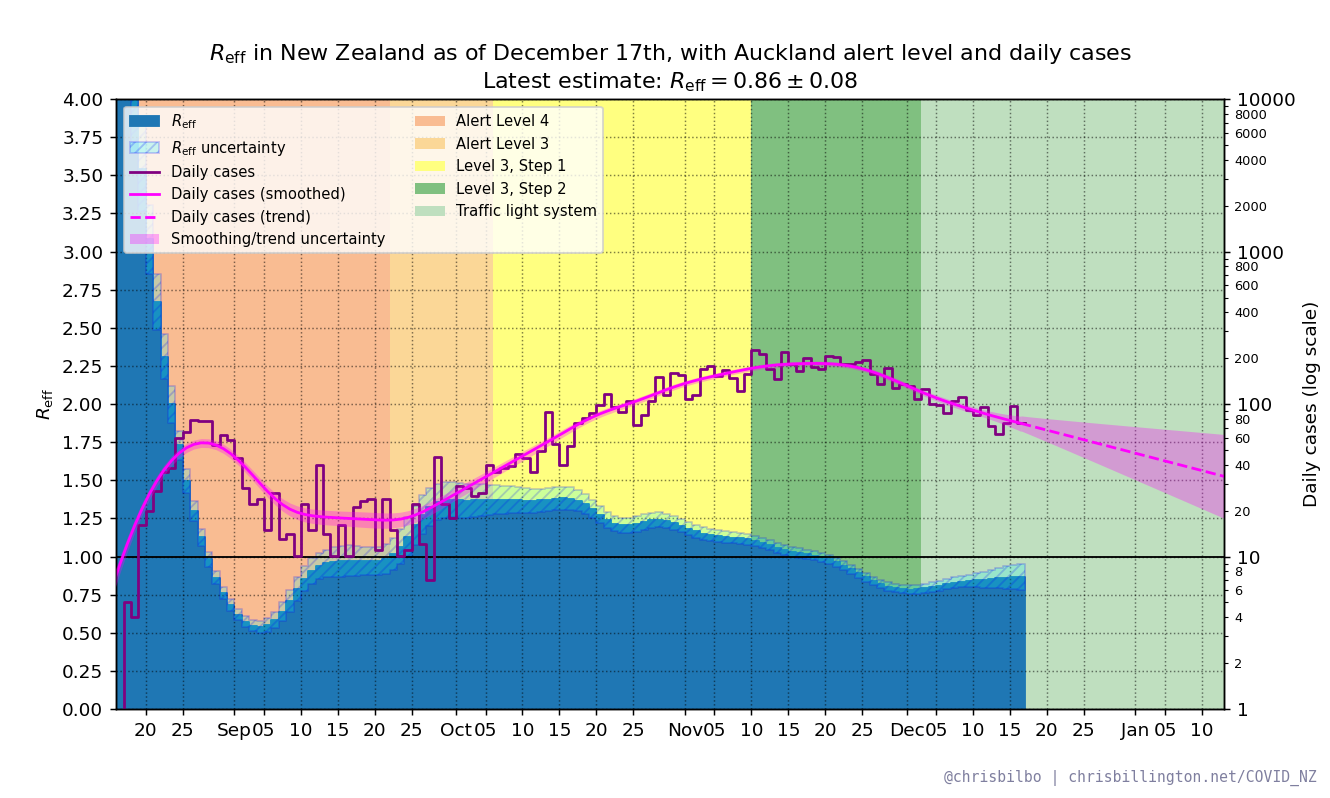 Reff in New Zealand as of December 17th, with Auckland alert level and daily cases
Latest estimate: Reff = 0.86 ± 0.08
Reff
Reff uncertainty
Daily cases
Daily cases (smoothed)
Daily cases (trend)
Smoothing/trend uncertainty
Alert Level 4
Alert Level 3
Level 3, Step 1
Level 3, Step 2
Traffic light system
Reff
4.00
3.75
3.50
3.25
3.00
2.75
2.50
2.25
2.00
1.75
1.50
1.25
1.00
0.75
0.50
0.25
0.00
10000
8000
6000
4000
2000
1000
800
600
400
200
100
80
60
40
20
10
8
6
4
2
1
Daily cases (log scale)
20 25 Sep 05 10 15 20 25 Oct 05 10 15 20 25 Nov 05 10 15 20 25 Dec 05 10 15 20 25 Jan 05 10
@chrisbilbo | chrisbillington.net/COVID_NZ